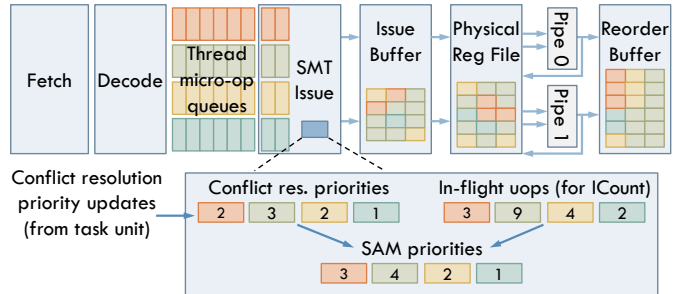 Fetch
Decode
Thread
micro-op
queues
SMT
Issue
Issue
Buffer
Physical
Reg File
Pipe 0
Pipe 1
Reorder
Buffer
Conflict resolution
priority updates
(from task unit)
Conflict res. priorities
2 3 2 1
In-flight uops (for ICount)
3 9 4 2
SAM priorities
3 4 2 1